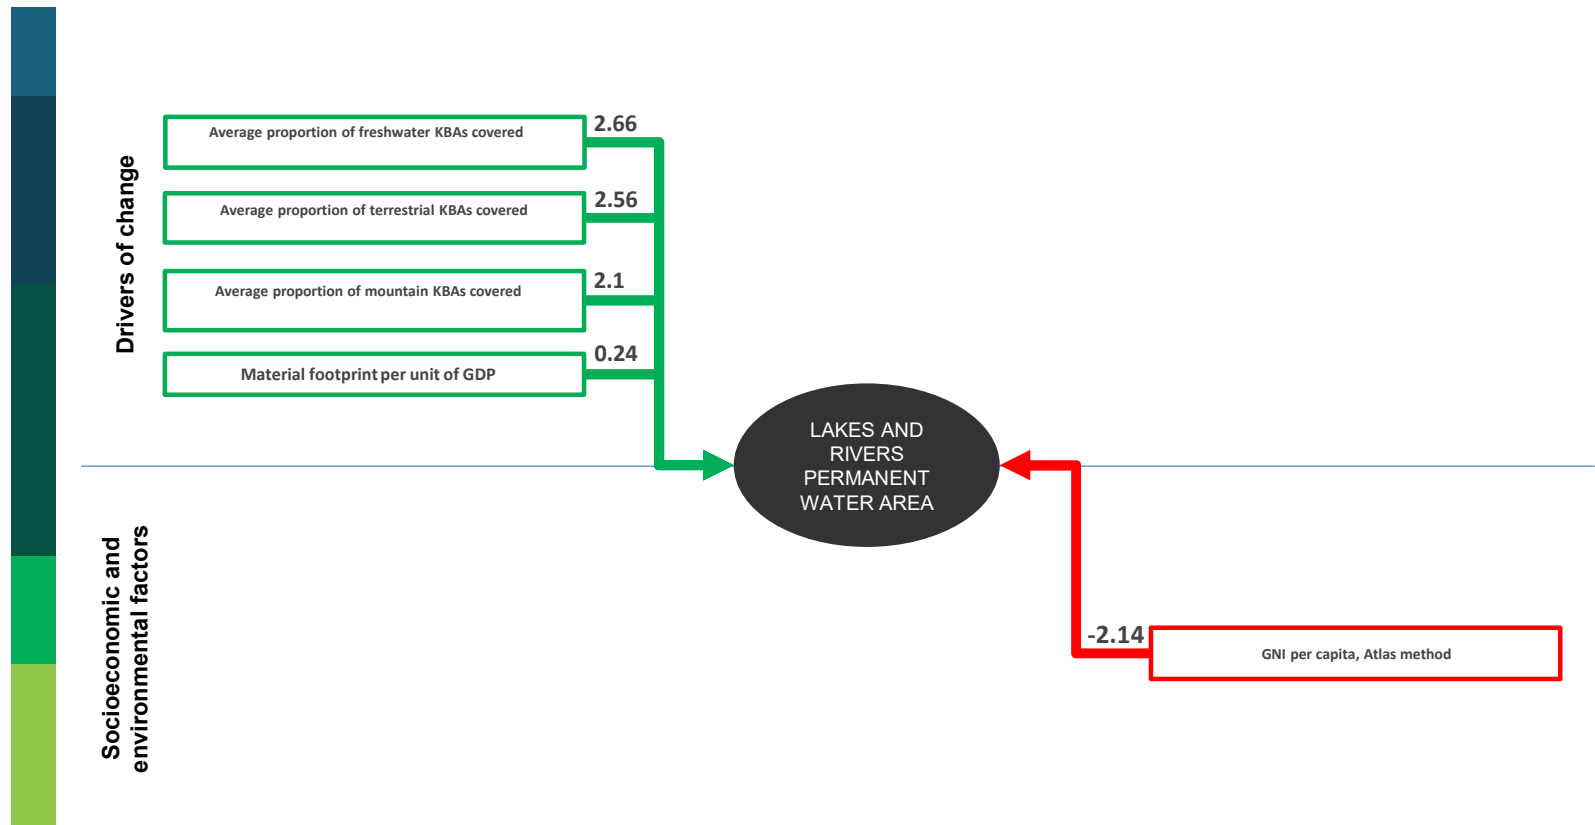 Drivers of change
Average proportion of freshwater KBAs covered
2.66
Average proportion of terrestrial KBAs covered
2.56
Average proportion of mountain KBAs covered
2.1
Material footprint per unit of GDP
0.24
LAKES AND
RIVERS
PERMANENT
WATER AREA
Socioeconomic and
environmental factors
-2.14
GNI per capita, Atlas method